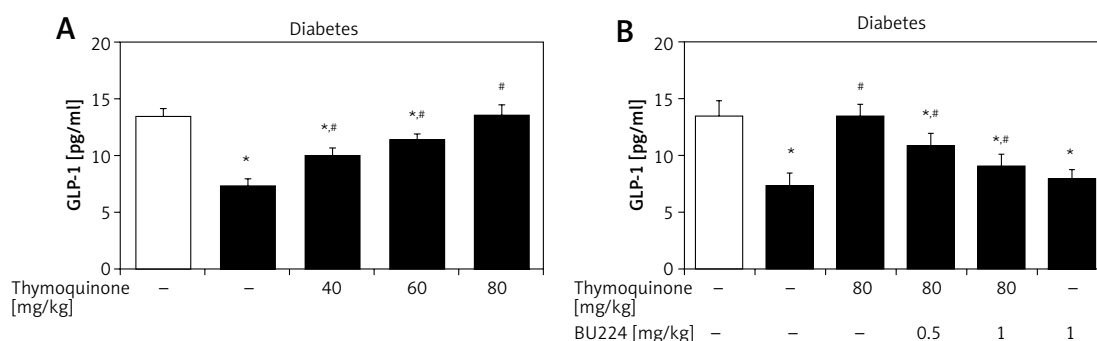 A
Diabetes
20
15
10
5
0
GLP-1 [pg/ml]
*
*,#
*,#
#
Thymoquinone – – 40 60 80
[mg/kg]
B
Diabetes
20
15
10
5
0
GLP-1 [pg/ml]
*
#
*,#
*,#
*
Thymoquinone – – 80 80 80 –
[mg/kg]
BU224 [mg/kg] – – – 0.5 1 1